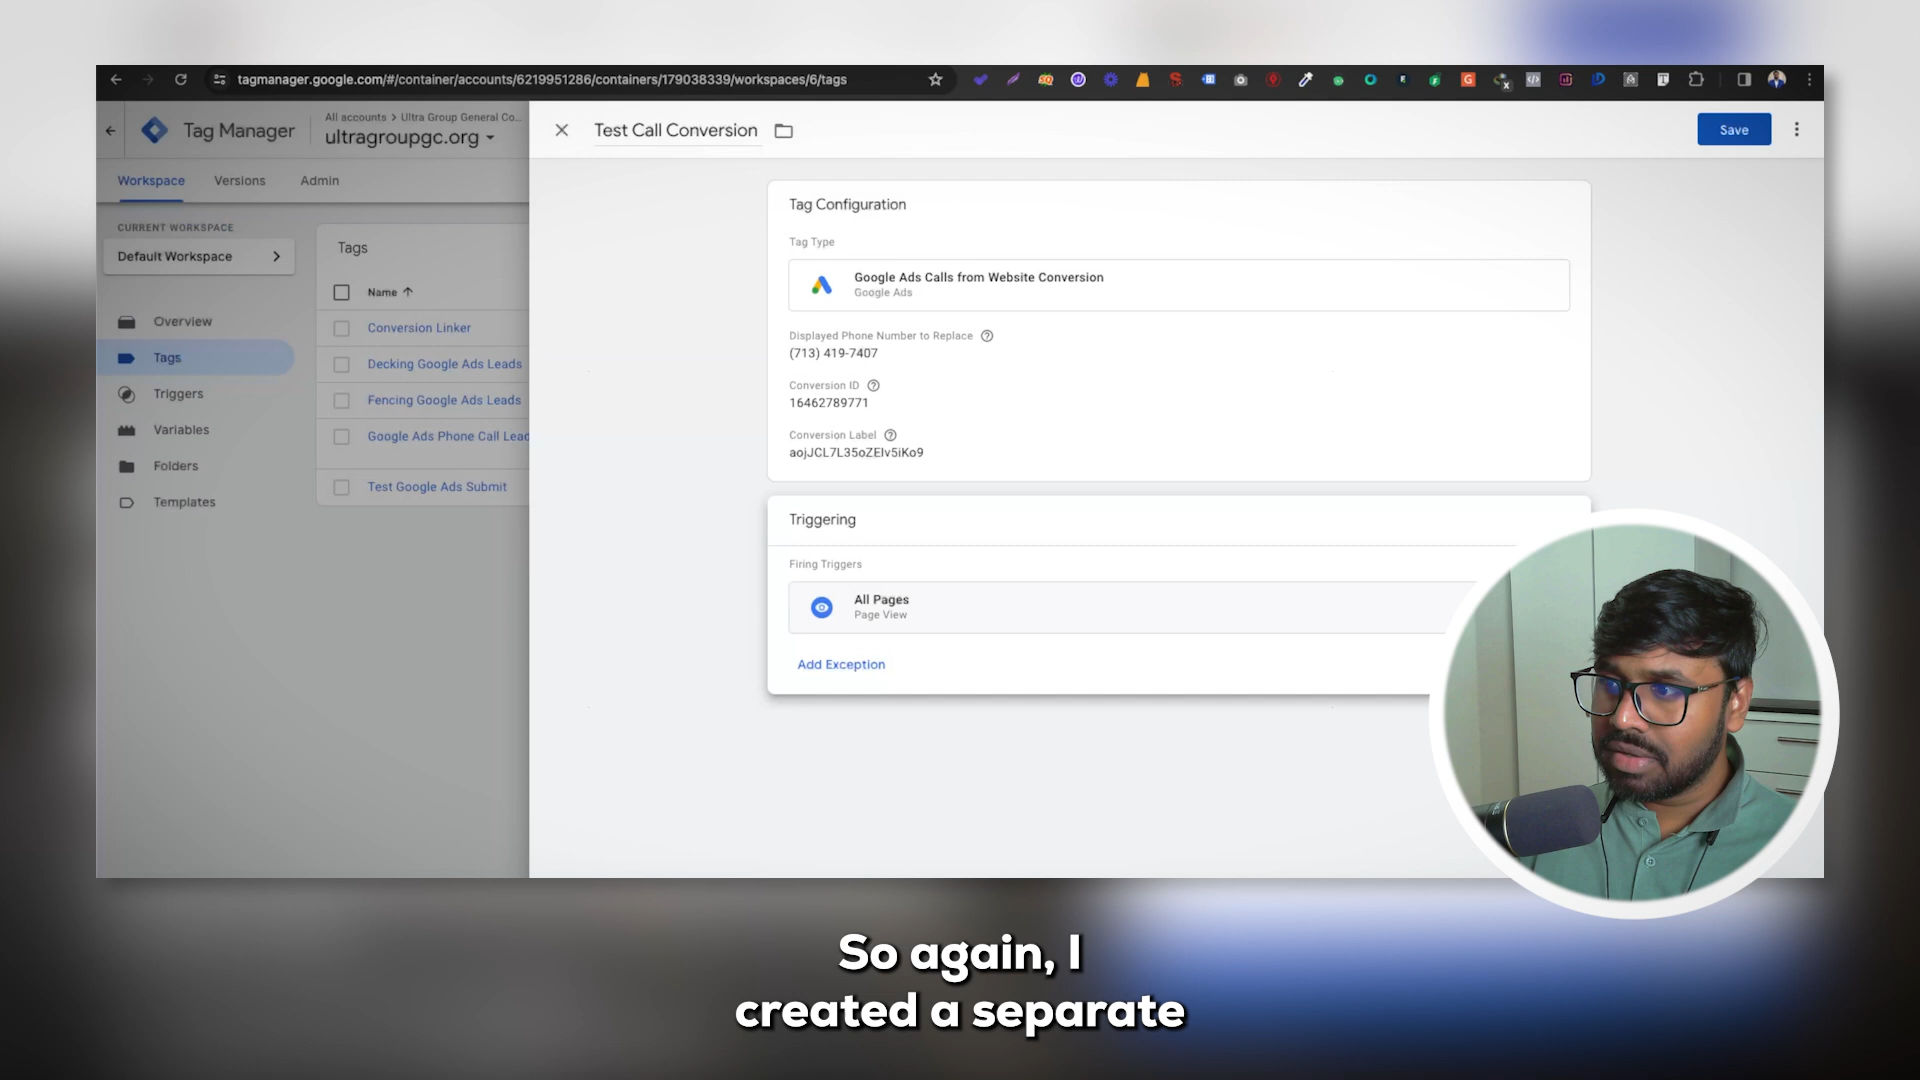 tagmanager.google.com/#/container/accounts/6219951286/containers/179038339/workspaces/6/tags
Tag Manager
All accounts > Ultra Group General Co...
ultragroupgc.org
Test Call Conversion
Save
Workspace
Versions
Admin
CURRENT WORKSPACE
Default Workspace
Overview
Tags
Triggers
Variables
Folders
Templates
Tags
Name
Conversion Linker
Decking Google Ads Leads
Fencing Google Ads Leads
Google Ads Phone Call Lead
Test Google Ads Submit
Tag Configuration
Tag Type
Google Ads Calls from Website Conversion
Google Ads
Displayed Phone Number to Replace
(713) 419-7407
Conversion ID
16462789771
Conversion Label
aojJCL7L35oZEIv5iKo9
Triggering
Firing Triggers
All Pages
Page View
Add Exception
So again, I
created a separate